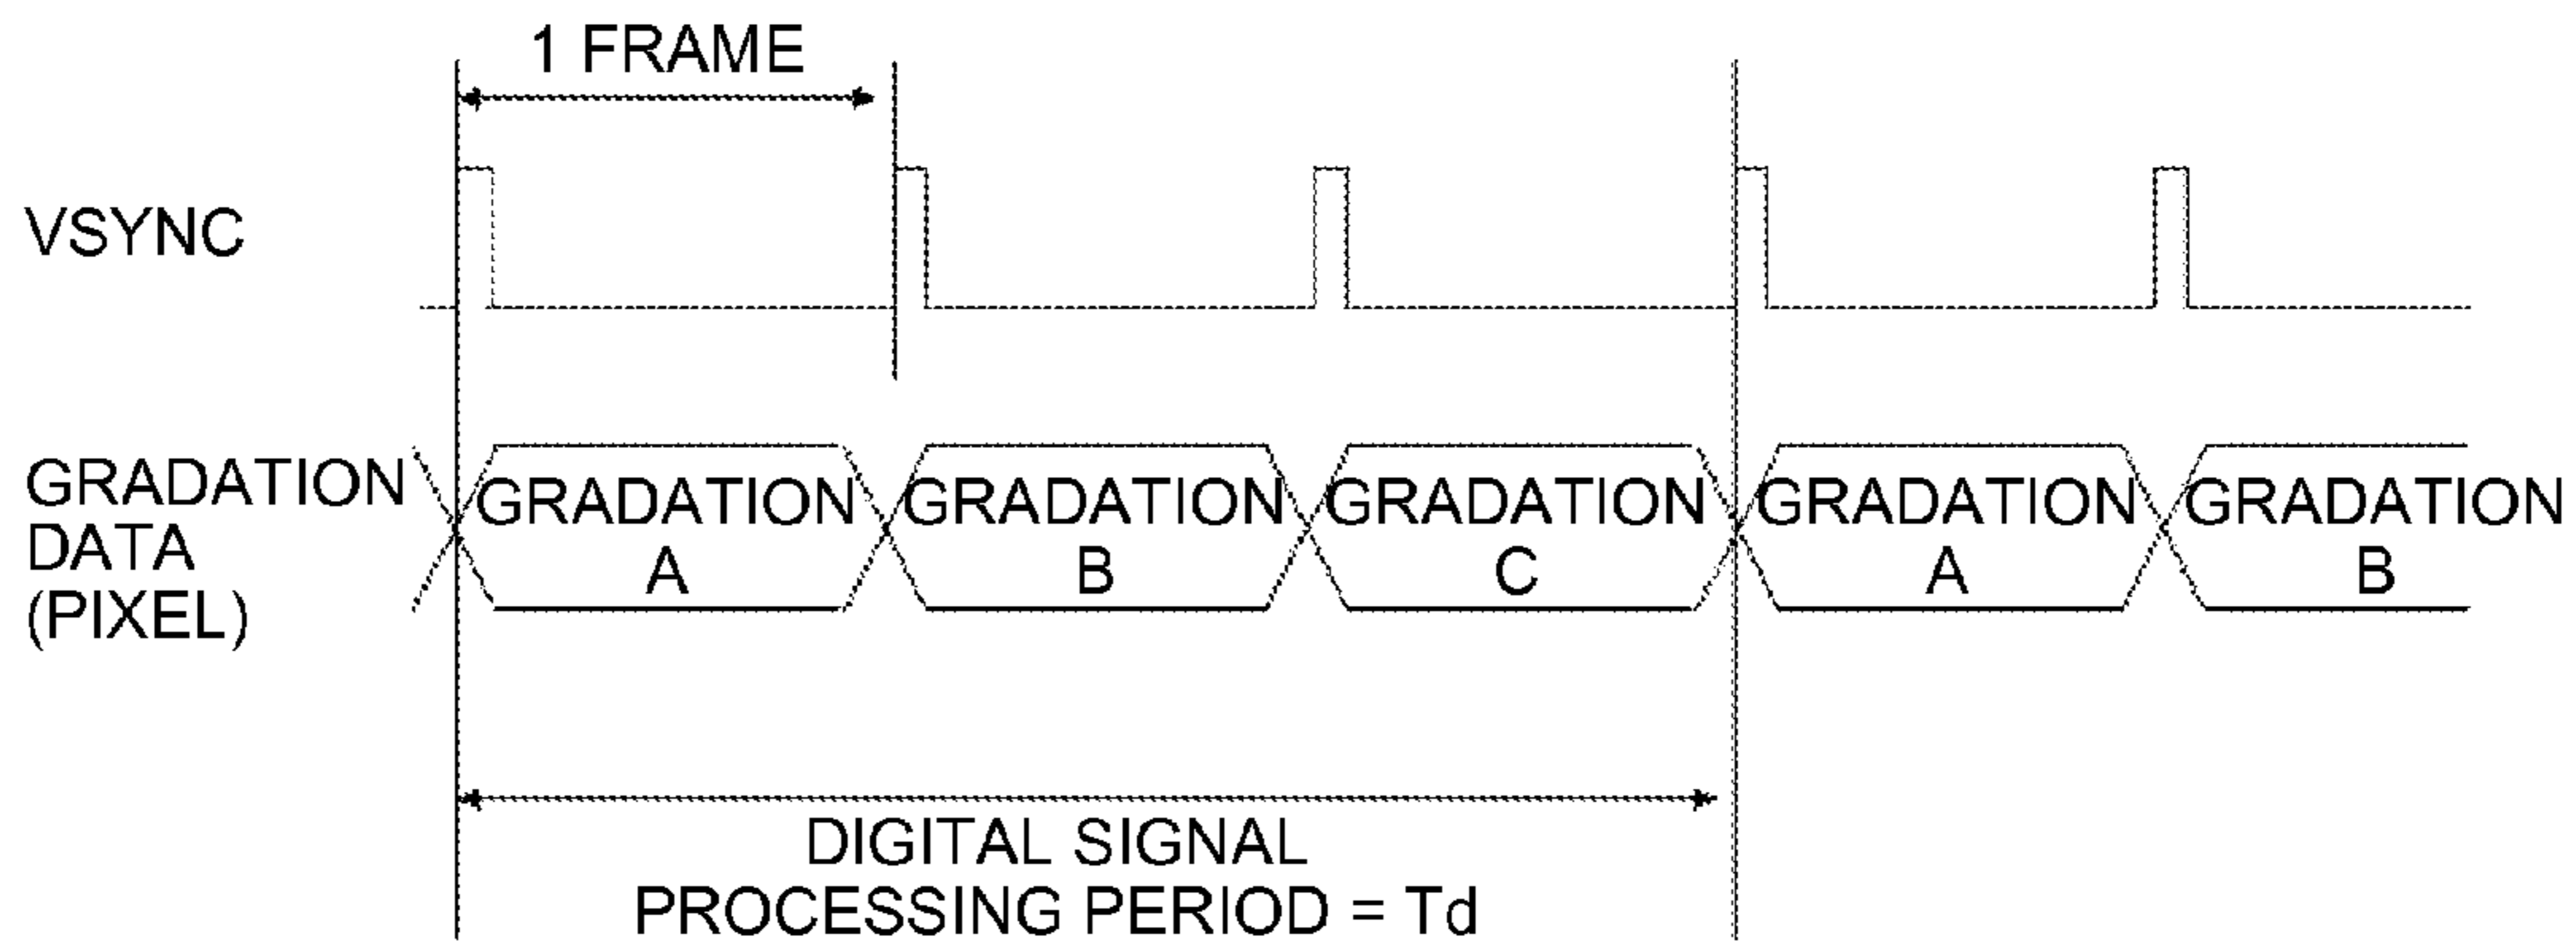 1 FRAME
VSYNC
GRADATION
DATA
(PIXEL)
GRADATION
A
GRADATION
B
GRADATION
C
GRADATION
A
GRADATION
B
DIGITAL SIGNAL
PROCESSING PERIOD = Td